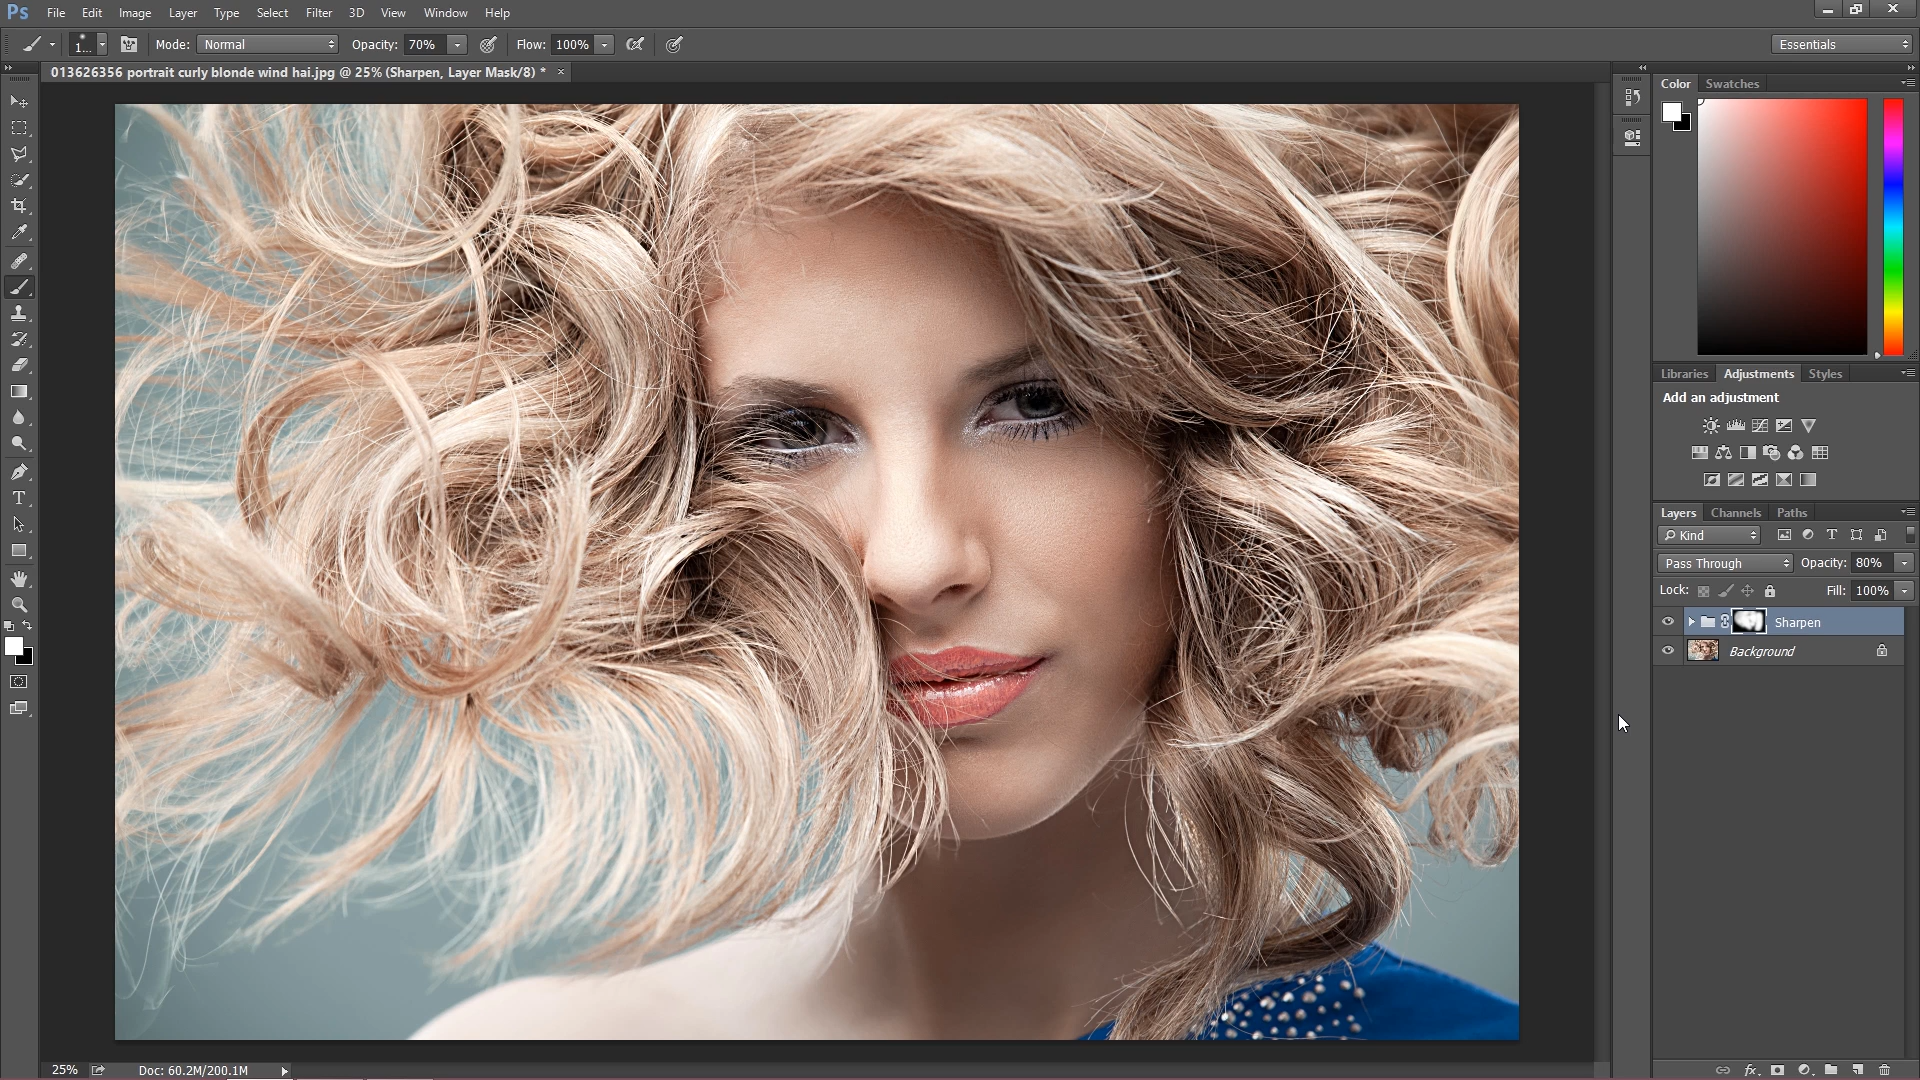 Ps File Edit Image Layer Type Select Filter 3D View Window Help
1... Mode: Normal Opacity: 70% Flow: 100% Essentials
013626356 portrait curly blonde wind hai.jpg @ 25% (Sharpen, Layer Mask/8) * ×
Color Swatches
Libraries Adjustments Styles
Add an adjustment
Layers Channels Paths
Kind
Pass Through Opacity: 80%
Lock: Fill: 100%
Sharpen
Background
25% Doc: 60.2M/200.1M